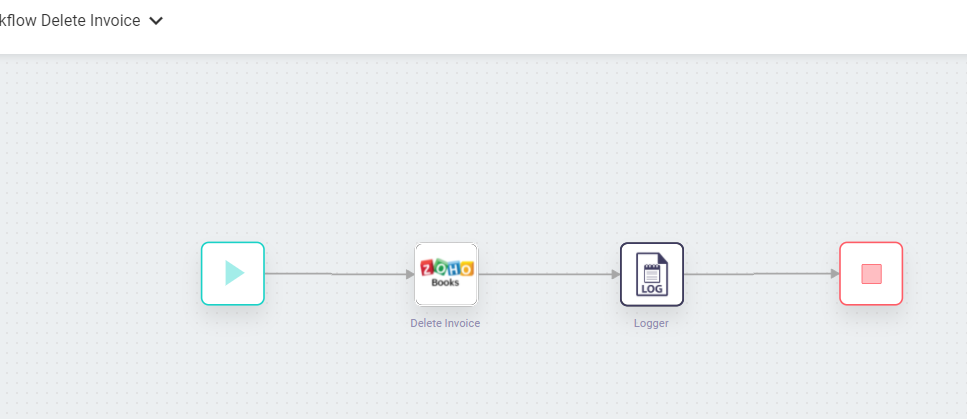 kflow Delete Invoice
ZOHO
Books
LOG
Delete Invoice
Logger